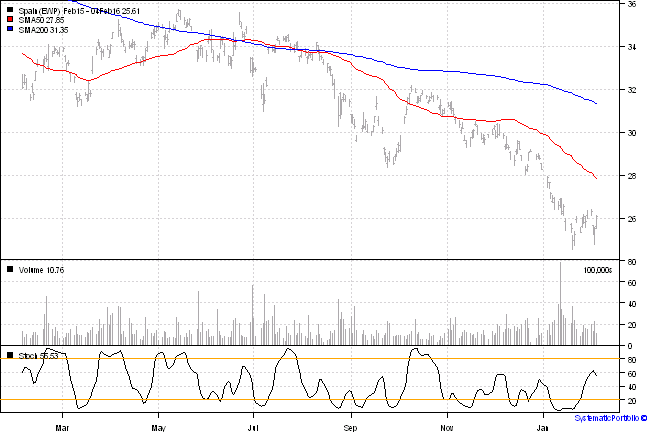 Spain (EWP) Feb15 - 04Feb16 25.61
SMA50 27.85
SMA200 31.35
36
34
32
30
28
26
Volume 10.76
100,000s
80
60
40
20
0
Stoch 55.53
80
60
40
20
Mar
May
Jul
Sep
Nov
Jan
SystematicPortfolio ©